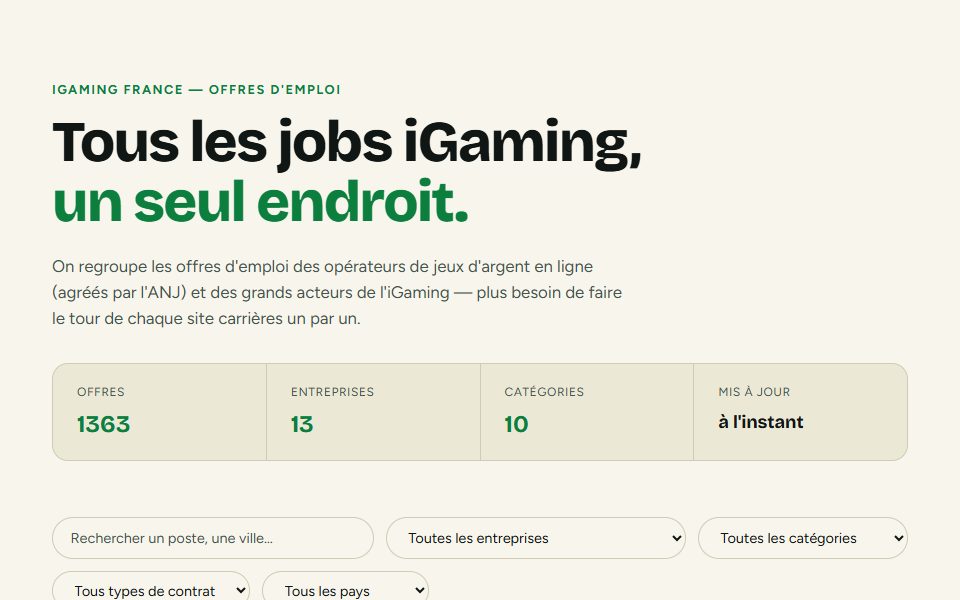 IGAMING FRANCE — OFFRES D'EMPLOI
Tous les jobs iGaming,
un seul endroit.
On regroupe les offres d'emploi des opérateurs de jeux d'argent en ligne
(agréés par l'ANJ) et des grands acteurs de l'iGaming — plus besoin de faire
le tour de chaque site carrières un par un.
OFFRES
1363
ENTREPRISES
13
CATÉGORIES
10
MIS À JOUR
à l'instant
Rechercher un poste, une ville...
Toutes les entreprises
Toutes les catégories
Tous types de contrat
Tous les pays